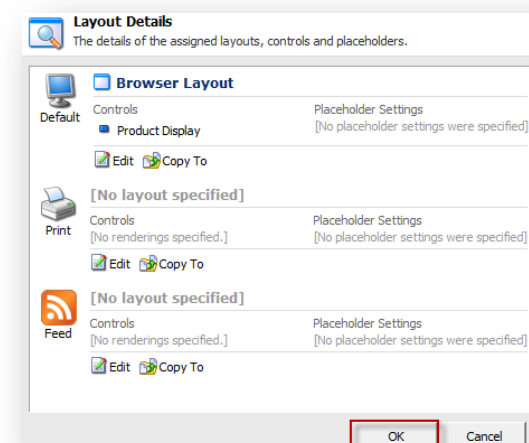 Layout Details
The details of the assigned layouts, controls and placeholders.
Default
Browser Layout
Controls
Placeholder Settings
Product Display
[No placeholder settings were specified]
Edit Copy To
Print
[No layout specified]
Controls
Placeholder Settings
[No renderings specified.]
[No placeholder settings were specified]
Edit Copy To
Feed
[No layout specified]
Controls
Placeholder Settings
[No renderings specified.]
[No placeholder settings were specified]
Edit Copy To
OK
Cancel